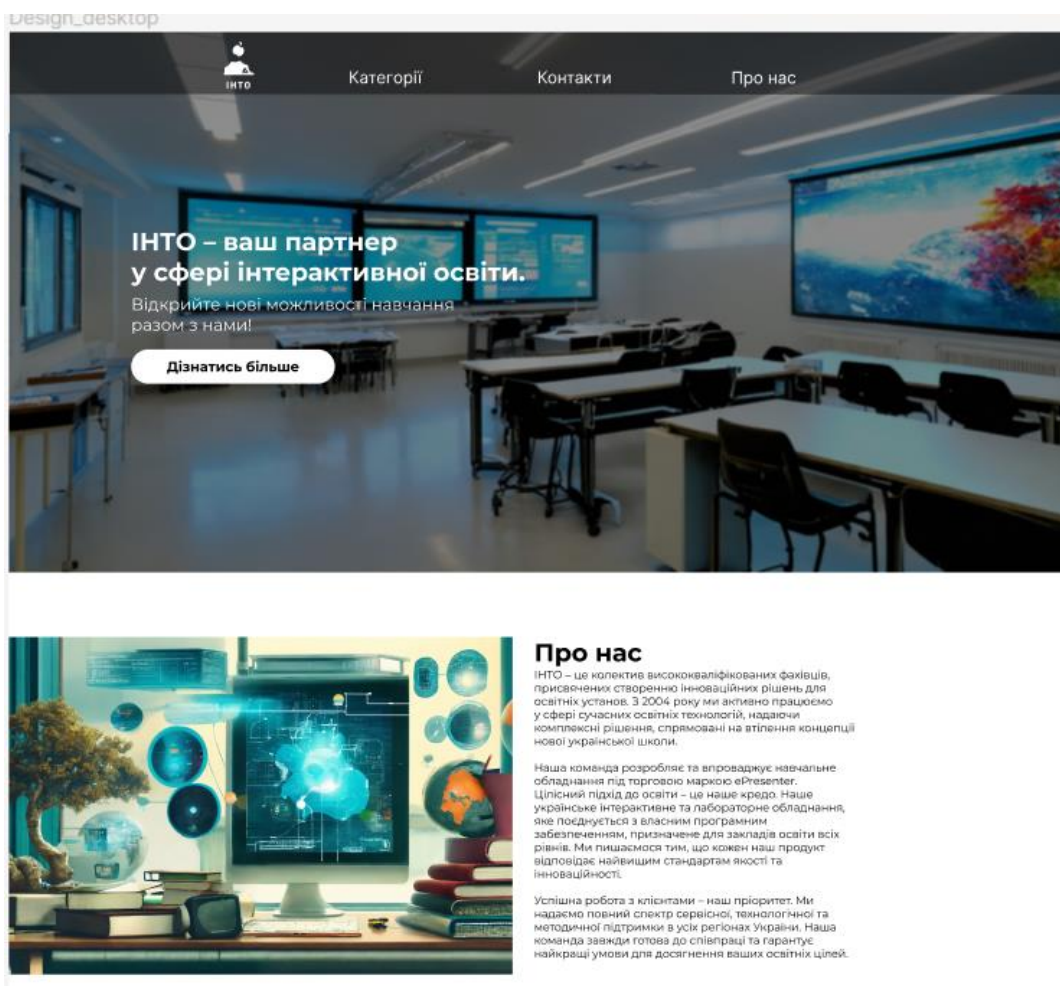 Design_desktop
ІНТО
Категорії
Контакти
Про нас
ІНТО – ваш партнер
у сфері інтерактивної освіти.
Відкрийте нові можливості навчання
разом з нами!
Дізнатись більше
Про нас
ІНТО – це колектив висококваліфікованих фахівців,
присвячених створенню інноваційних рішень для
освітніх установ. З 2004 року ми активно працюємо
у сфері сучасних освітніх технологій, надаючи
комплексні рішення, спрямовані на втілення концепції
нової української школи.
Наша команда розробляє та впроваджує навчальне
обладнання під торговою маркою ePresenter.
Цілісний підхід до освіти – це наше кредо. Наше
українське інтерактивне та лабораторне обладнання,
яке поєднується з власним програмним
забезпеченням, призначене для закладів освіти всіх
рівнів. Ми пишаємося тим, що кожен наш продукт
відповідає найвищим стандартам якості та
інноваційності.
Успішна робота з клієнтами – наш пріоритет. Ми
надаємо повний спектр сервісної, технологічної та
методичної підтримки в усіх регіонах України. Наша
команда завжди готова до співпраці та гарантує
найкращі умови для досягнення ваших освітніх цілей.